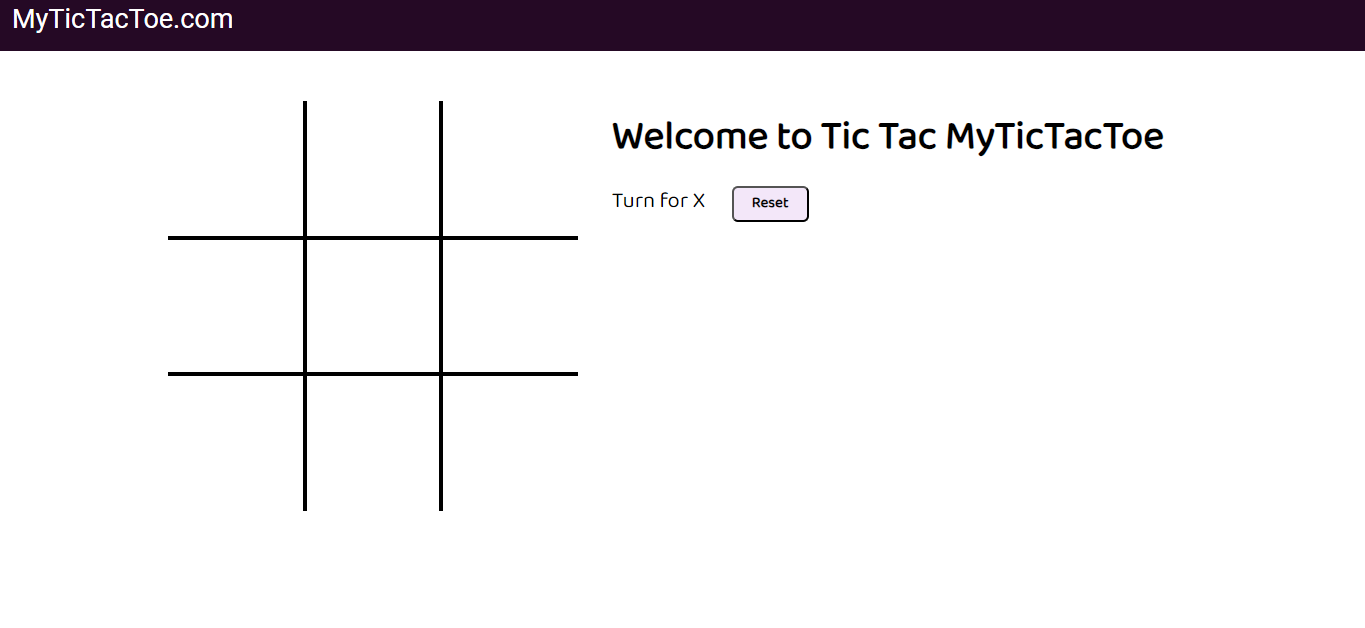 MyTicTacToe.com
Welcome to Tic Tac MyTicTacToe
Turn for X
Reset